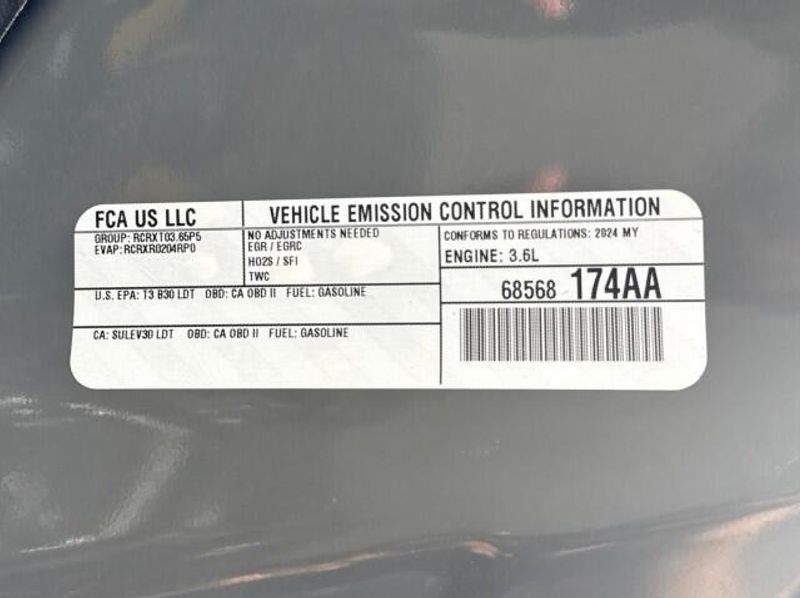 FCA US LLC
VEHICLE EMISSION CONTROL INFORMATION
GROUP: RCRXT03.65P5
EVAP: RCRXR0204RP0
NO ADJUSTMENTS NEEDED
EGR / EGRC
HO2S / SFI
TWC
CONFORMS TO REGULATIONS: 2024 MY
ENGINE: 3.6L
U.S. EPA: T3 B30 LDT OBD: CA OBD II FUEL: GASOLINE
CA: SULEV30 LDT OBD: CA OBD II FUEL: GASOLINE
68568 174AA